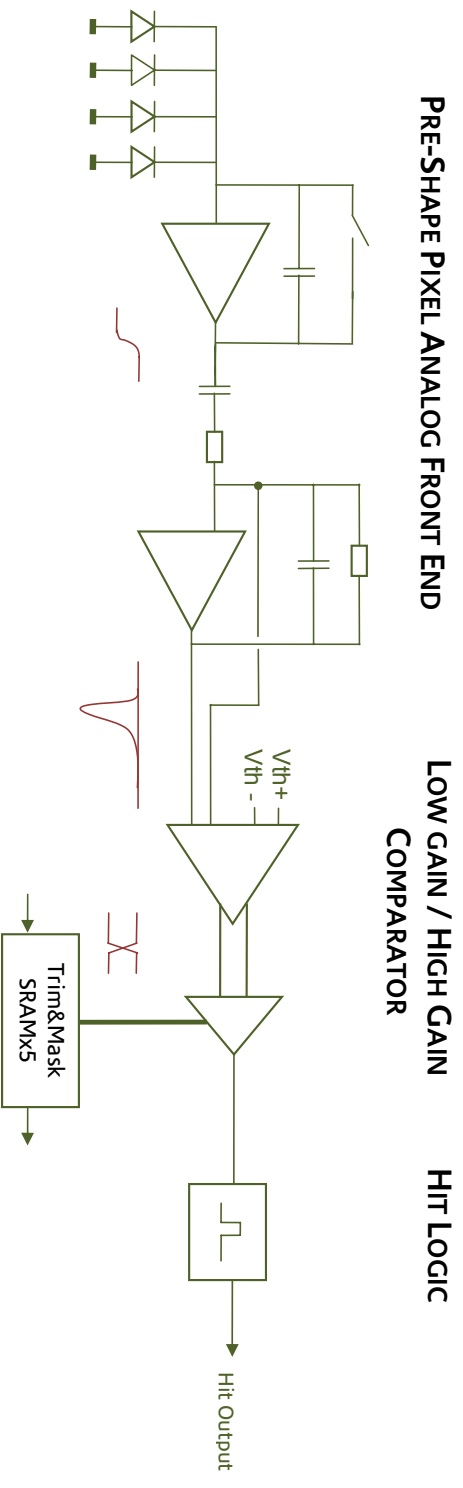 PRE-SHAPE PIXEL ANALOG FRONT END
LOW GAIN / HIGH GAIN
COMPARATOR
HIT LOGIC
Vth+
Vth -
Trim&Mask
SRAMx5
Hit Output